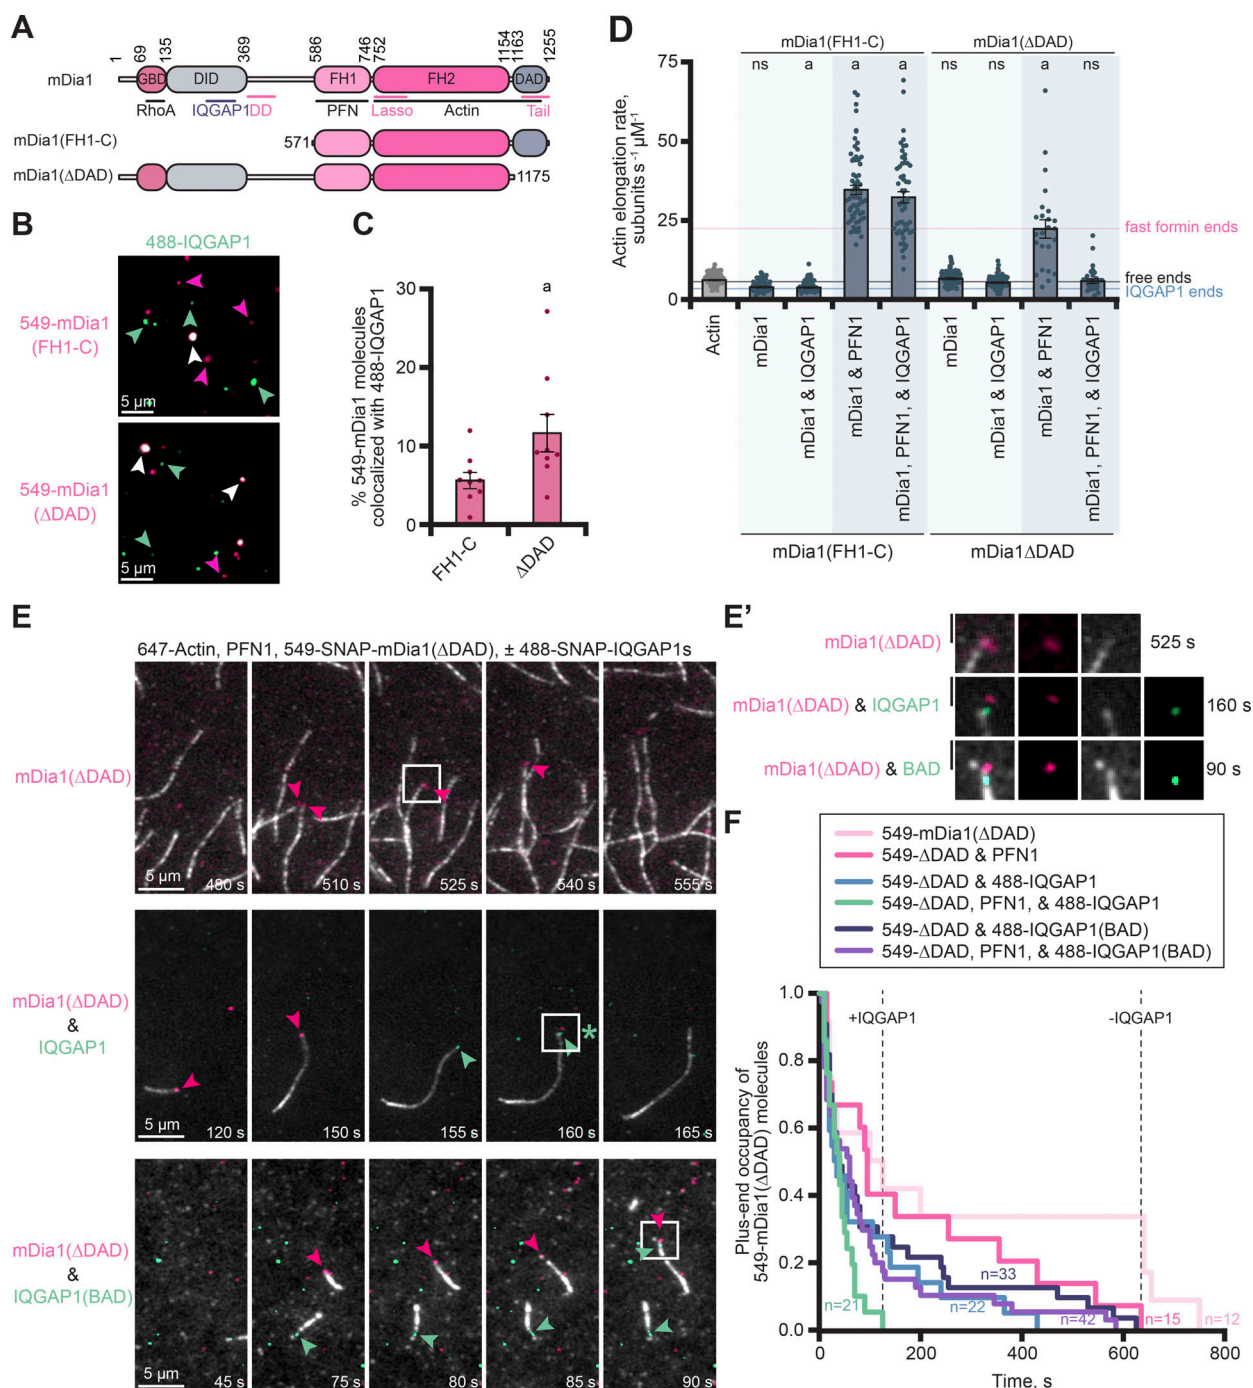 A
1
69
135
369
586
746
752
1154
1163
1255
mDia1
GBD
DID
FH1
FH2
DAD
RhoA
IQGAP1
DD
PFN
Lasso
Actin
Tail
mDia1(FH1-C)
571
mDia1(ΔDAD)
1175
B
488-IQGAP1
549-mDia1
(FH1-C)
5 µm
549-mDia1
(ΔDAD)
5 µm
C
% 549-mDia1 molecules
colocalized with 488-IQGAP1
30
20
10
0
a
FH1-C
ΔDAD
D
mDia1(FH1-C)
mDia1(ΔDAD)
ns
ns
a
a
ns
ns
a
ns
Actin elongation rate,
subunits s⁻¹ µM⁻¹
75
50
25
0
fast formin ends
free ends
IQGAP1 ends
Actin
mDia1
mDia1 & IQGAP1
mDia1 & PFN1
mDia1, PFN1, & IQGAP1
mDia1
mDia1 & IQGAP1
mDia1 & PFN1
mDia1, PFN1, & IQGAP1
mDia1(FH1-C)
mDia1ΔDAD
E
647-Actin, PFN1, 549-SNAP-mDia1(ΔDAD), ± 488-SNAP-IQGAP1s
mDia1(ΔDAD)
5 µm
480 s
510 s
525 s
540 s
555 s
mDia1(ΔDAD)
&
IQGAP1
*
5 µm
120 s
150 s
155 s
160 s
165 s
mDia1(ΔDAD)
&
IQGAP1(BAD)
5 µm
45 s
75 s
80 s
85 s
90 s
E'
mDia1(ΔDAD)
525 s
mDia1(ΔDAD) & IQGAP1
160 s
mDia1(ΔDAD) & BAD
90 s
F
549-mDia1(ΔDAD)
549-ΔDAD & PFN1
549-ΔDAD & 488-IQGAP1
549-ΔDAD, PFN1, & 488-IQGAP1
549-ΔDAD & 488-IQGAP1(BAD)
549-ΔDAD, PFN1, & 488-IQGAP1(BAD)
Plus-end occupancy of
549-mDia1(ΔDAD) molecules
1.0
0.8
0.6
0.4
0.2
0.0
+IQGAP1
-IQGAP1
n=33
n=21
n=22
n=42
n=15
n=12
0
200
400
600
800
Time, s